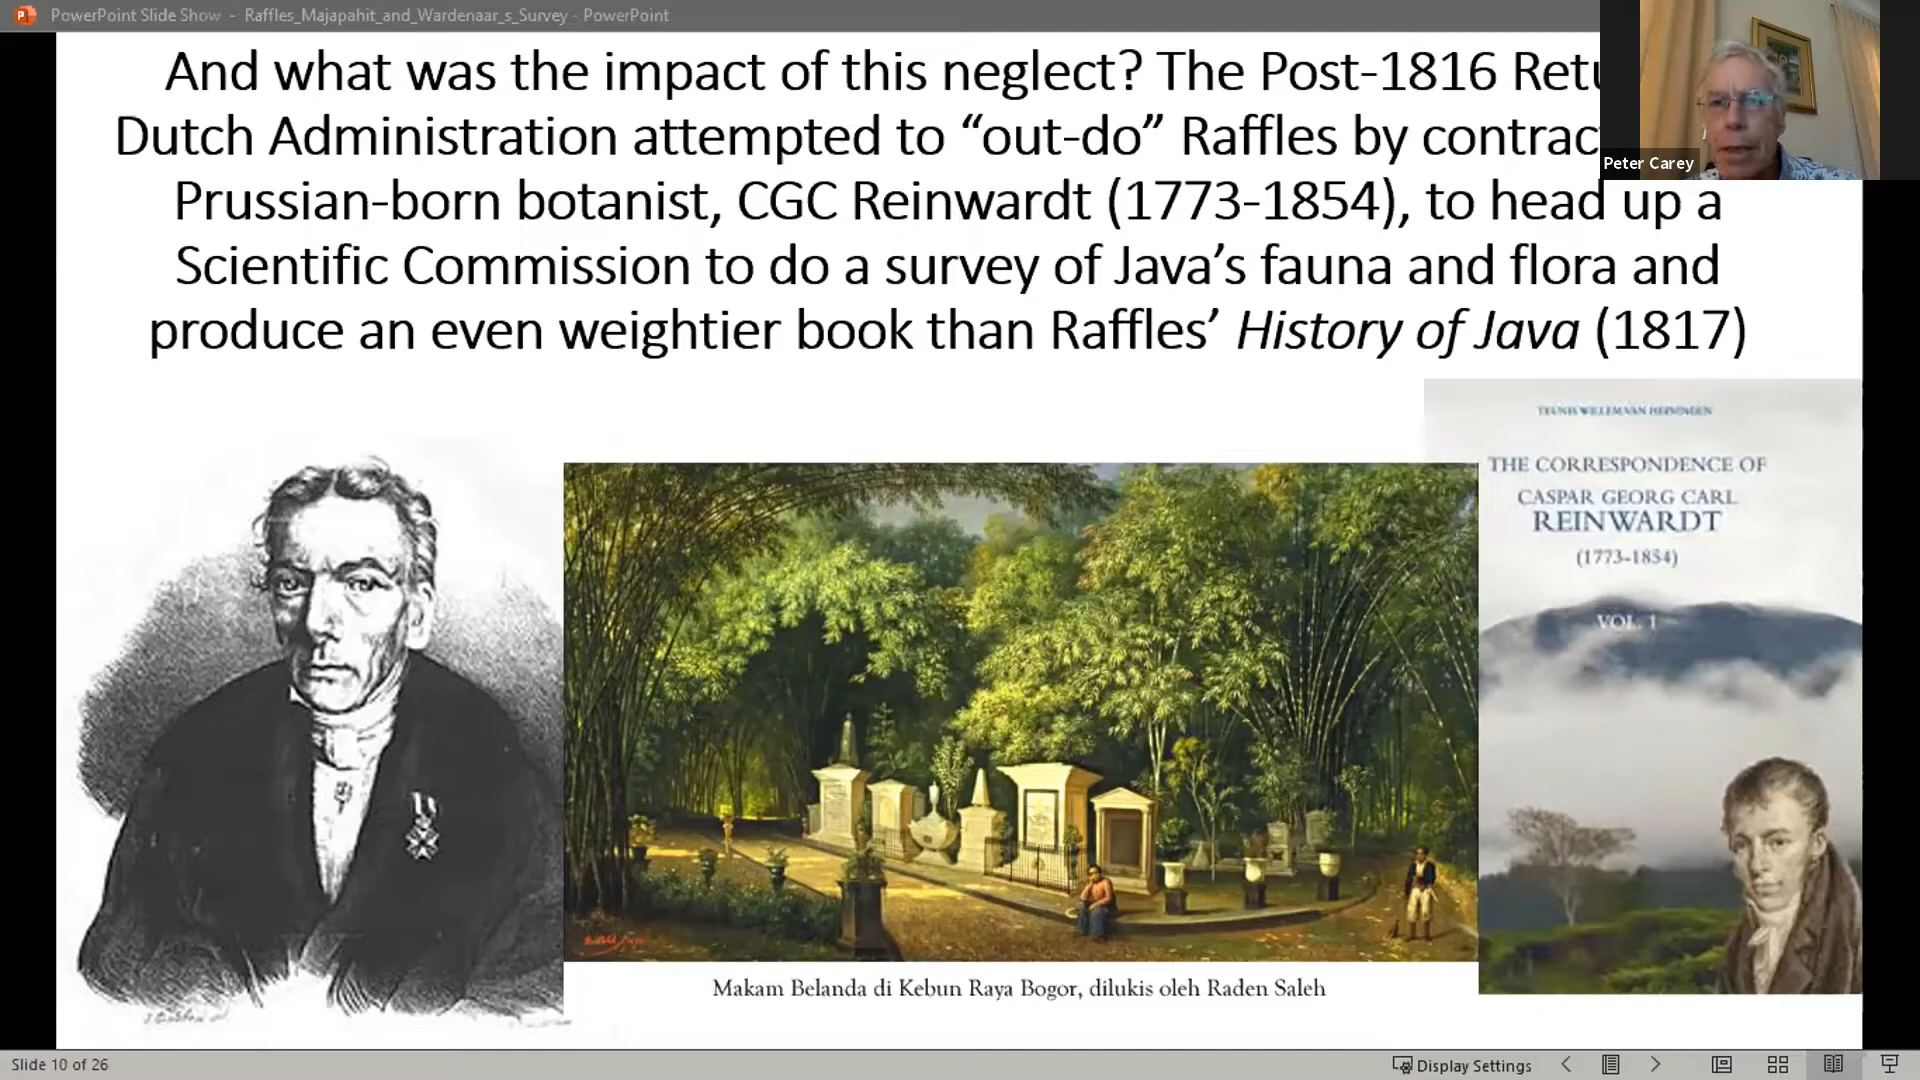 PowerPoint Slide Show - Raffles_Majapahit_and_Wardenaar_s_Survey - PowerPoint
And what was the impact of this neglect? The Post-1816
Dutch Administration attempted to “out-do” Raffles by
Prussian-born botanist, CGC Reinwardt (1773-1854), to head up a
Scientific Commission to do a survey of Java’s fauna and flora and
produce an even weightier book than Raffles’ History of Java (1817)
Peter Carey
TEUNIS WILLEM VAN HEININGEN
THE CORRESPONDENCE OF
CASPAR GEORG CARL
REINWARDT
(1773-1854)
VOL. 1
Makam Belanda di Kebun Raya Bogor, dilukis oleh Raden Saleh
Slide 10 of 26
Display Settings